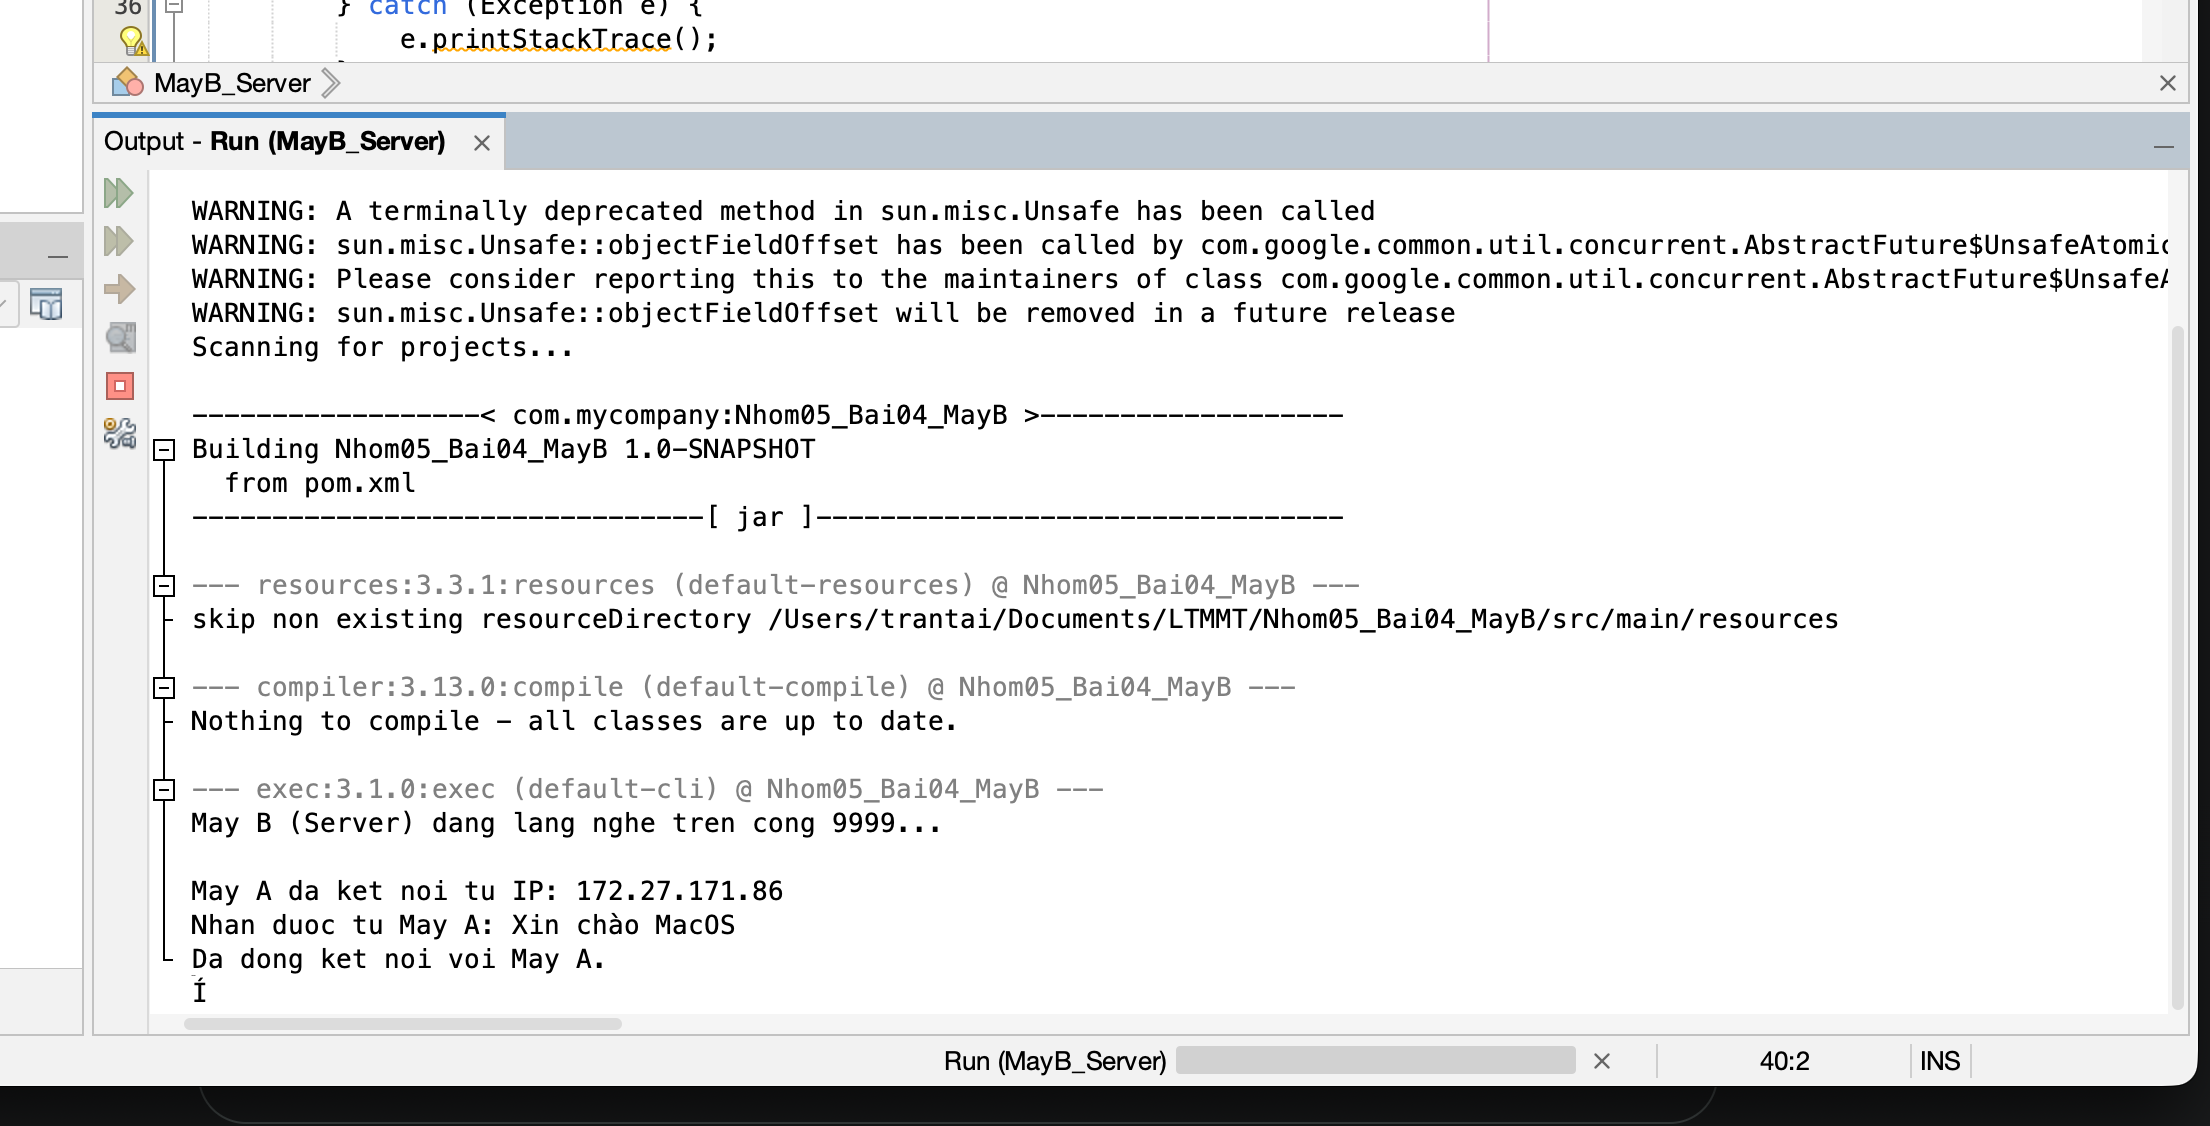 36 } catch (Exception e) {
e.printStackTrace();
MayB_Server
Output - Run (MayB_Server)
WARNING: A terminally deprecated method in sun.misc.Unsafe has been called
WARNING: sun.misc.Unsafe::objectFieldOffset has been called by com.google.common.util.concurrent.AbstractFuture$UnsafeAtomic
WARNING: Please consider reporting this to the maintainers of class com.google.common.util.concurrent.AbstractFuture$UnsafeA
WARNING: sun.misc.Unsafe::objectFieldOffset will be removed in a future release
Scanning for projects...
------------------< com.mycompany:Nhom05_Bai04_MayB >-------------------
Building Nhom05_Bai04_MayB 1.0-SNAPSHOT
from pom.xml
--------------------------------[ jar ]---------------------------------
--- resources:3.3.1:resources (default-resources) @ Nhom05_Bai04_MayB ---
skip non existing resourceDirectory /Users/trantai/Documents/LTMMT/Nhom05_Bai04_MayB/src/main/resources
--- compiler:3.13.0:compile (default-compile) @ Nhom05_Bai04_MayB ---
Nothing to compile - all classes are up to date.
--- exec:3.1.0:exec (default-cli) @ Nhom05_Bai04_MayB ---
May B (Server) dang lang nghe tren cong 9999...
May A da ket noi tu IP: 172.27.171.86
Nhan duoc tu May A: Xin chào MacOS
Da dong ket noi voi May A.
Run (MayB_Server) 40:2 INS